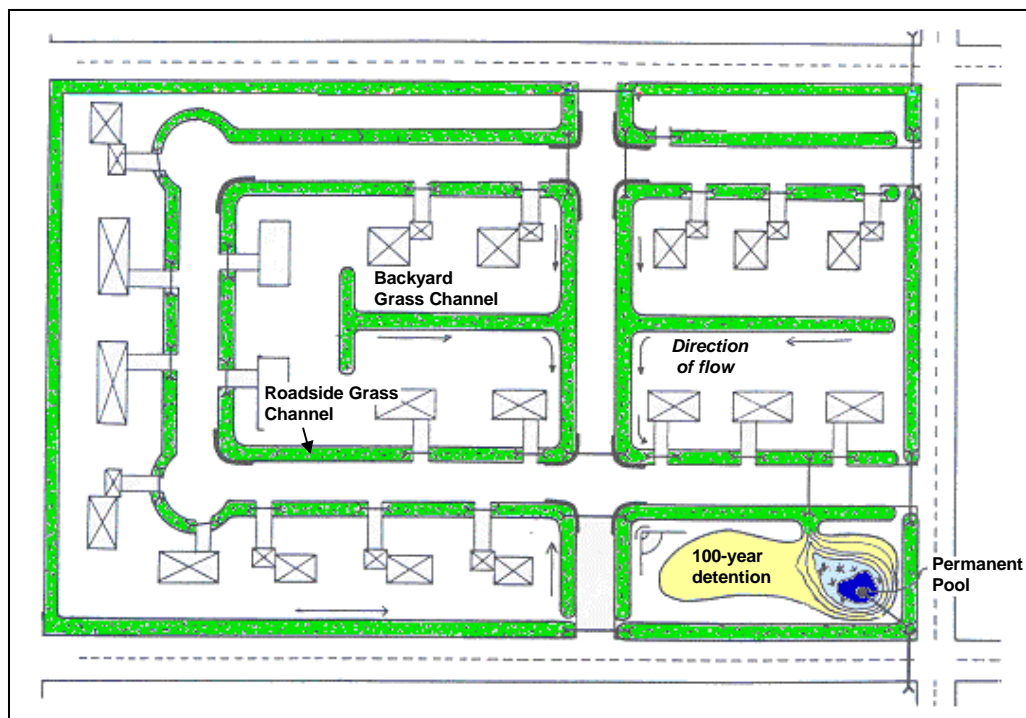 Backyard
Grass Channel
Direction
of flow
Roadside Grass
Channel
100-year
detention
Permanent
Pool